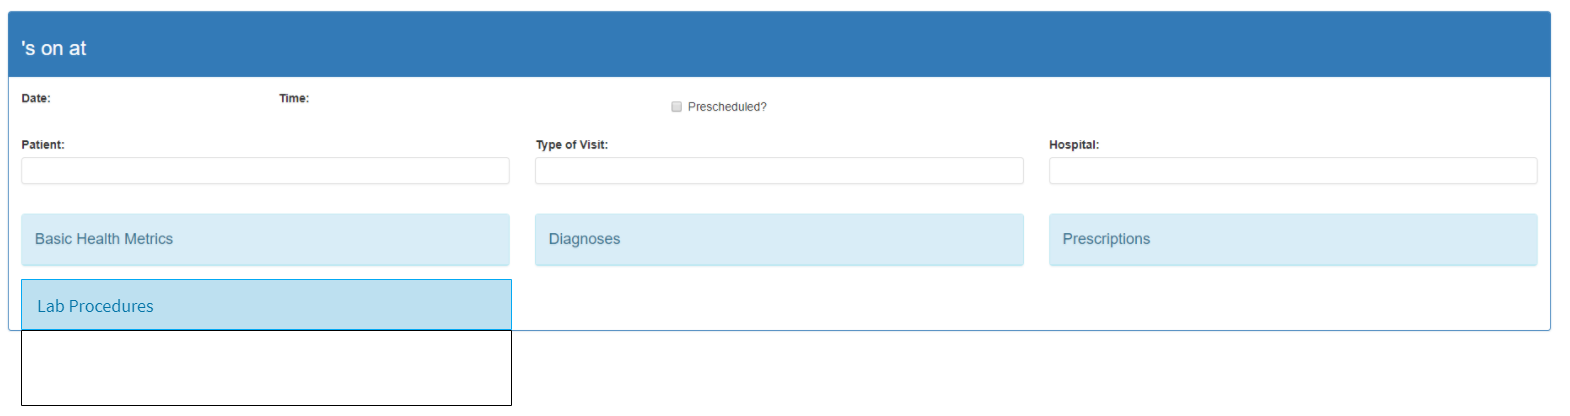 's on at
Date: Time: Prescheduled?
Patient: Type of Visit: Hospital:
Basic Health Metrics Diagnoses Prescriptions
Lab Procedures